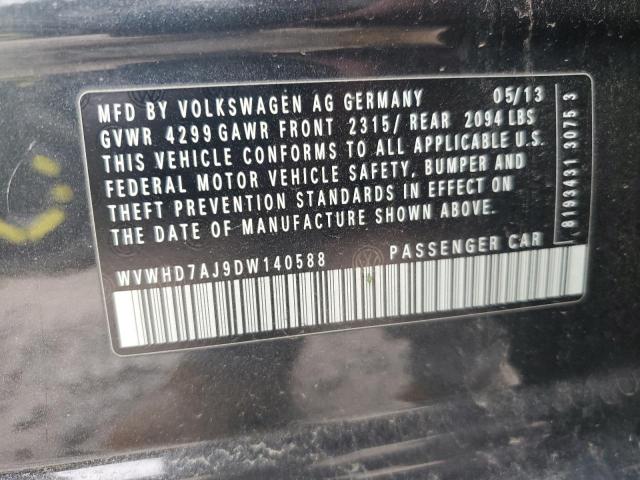 MFD BY VOLKSWAGEN AG GERMANY 05/13
GVWR 4299 GAWR FRONT 2315/ REAR 2094 LBS
THIS VEHICLE CONFORMS TO ALL APPLICABLE U.S.
FEDERAL MOTOR VEHICLE SAFETY, BUMPER AND
THEFT PREVENTION STANDARDS IN EFFECT ON
THE DATE OF MANUFACTURE SHOWN ABOVE.
WVWHD7AJ9DW140588 PASSENGER CAR
8193431 3075 3